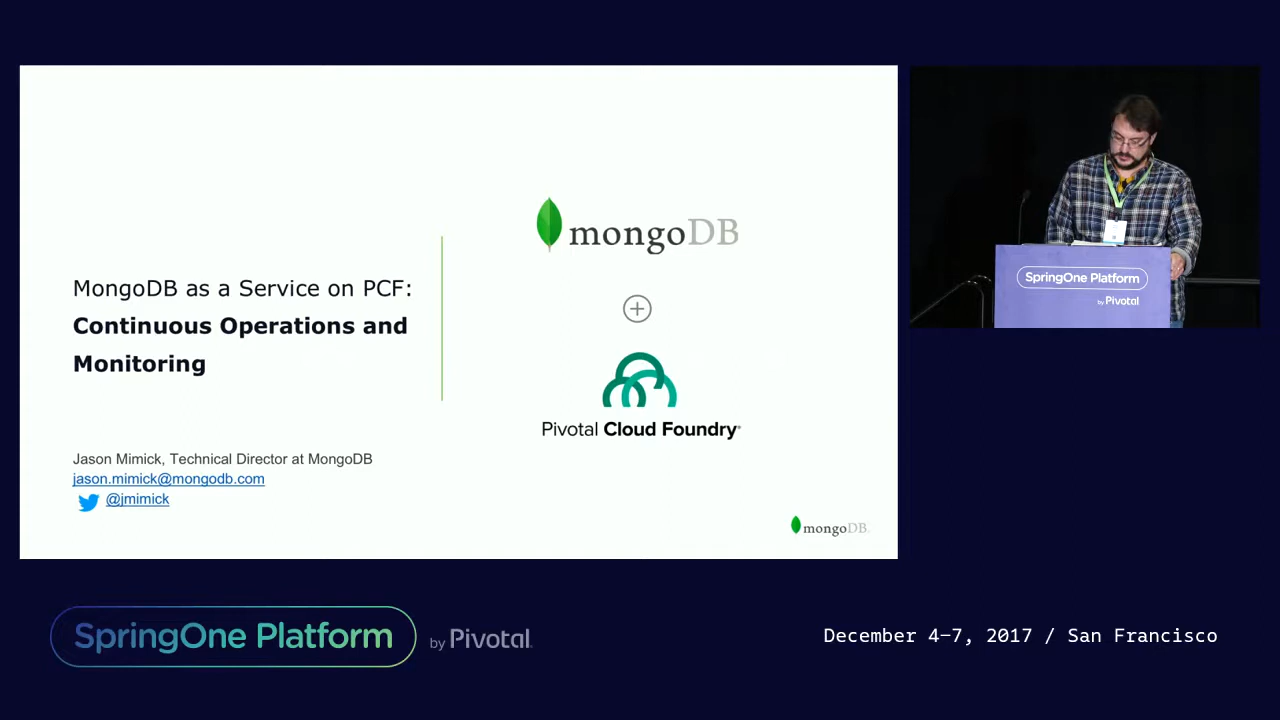 mongoDB
MongoDB as a Service on PCF:
Continuous Operations and
Monitoring
Pivotal Cloud Foundry
Jason Mimick, Technical Director at MongoDB
jason.mimick@mongodb.com
@jmimick
mongoDB
SpringOne Platform
by Pivotal
SpringOne Platform by Pivotal
December 4–7, 2017 / San Francisco